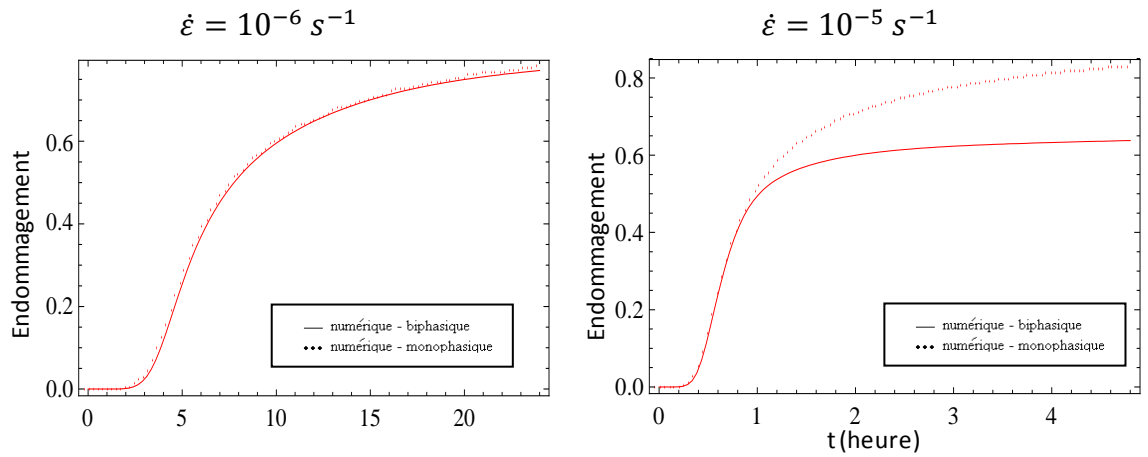 ε̇ = 10⁻⁶ s⁻¹
Endommagement
0.6
0.4
0.2
0.0
0 5 10 15 20
numérique - biphasique
numérique - monophasique
ε̇ = 10⁻⁵ s⁻¹
Endommagement
0.8
0.6
0.4
0.2
0.0
0 1 2 3 4
t (heure)
numérique - biphasique
numérique - monophasique